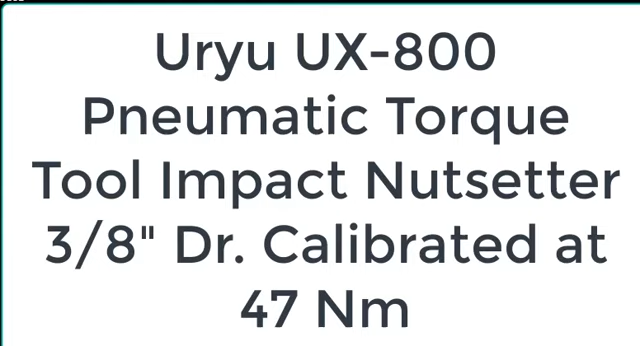 Uryu UX-800
Pneumatic Torque
Tool Impact Nutsetter
3/8" Dr. Calibrated at
47 Nm